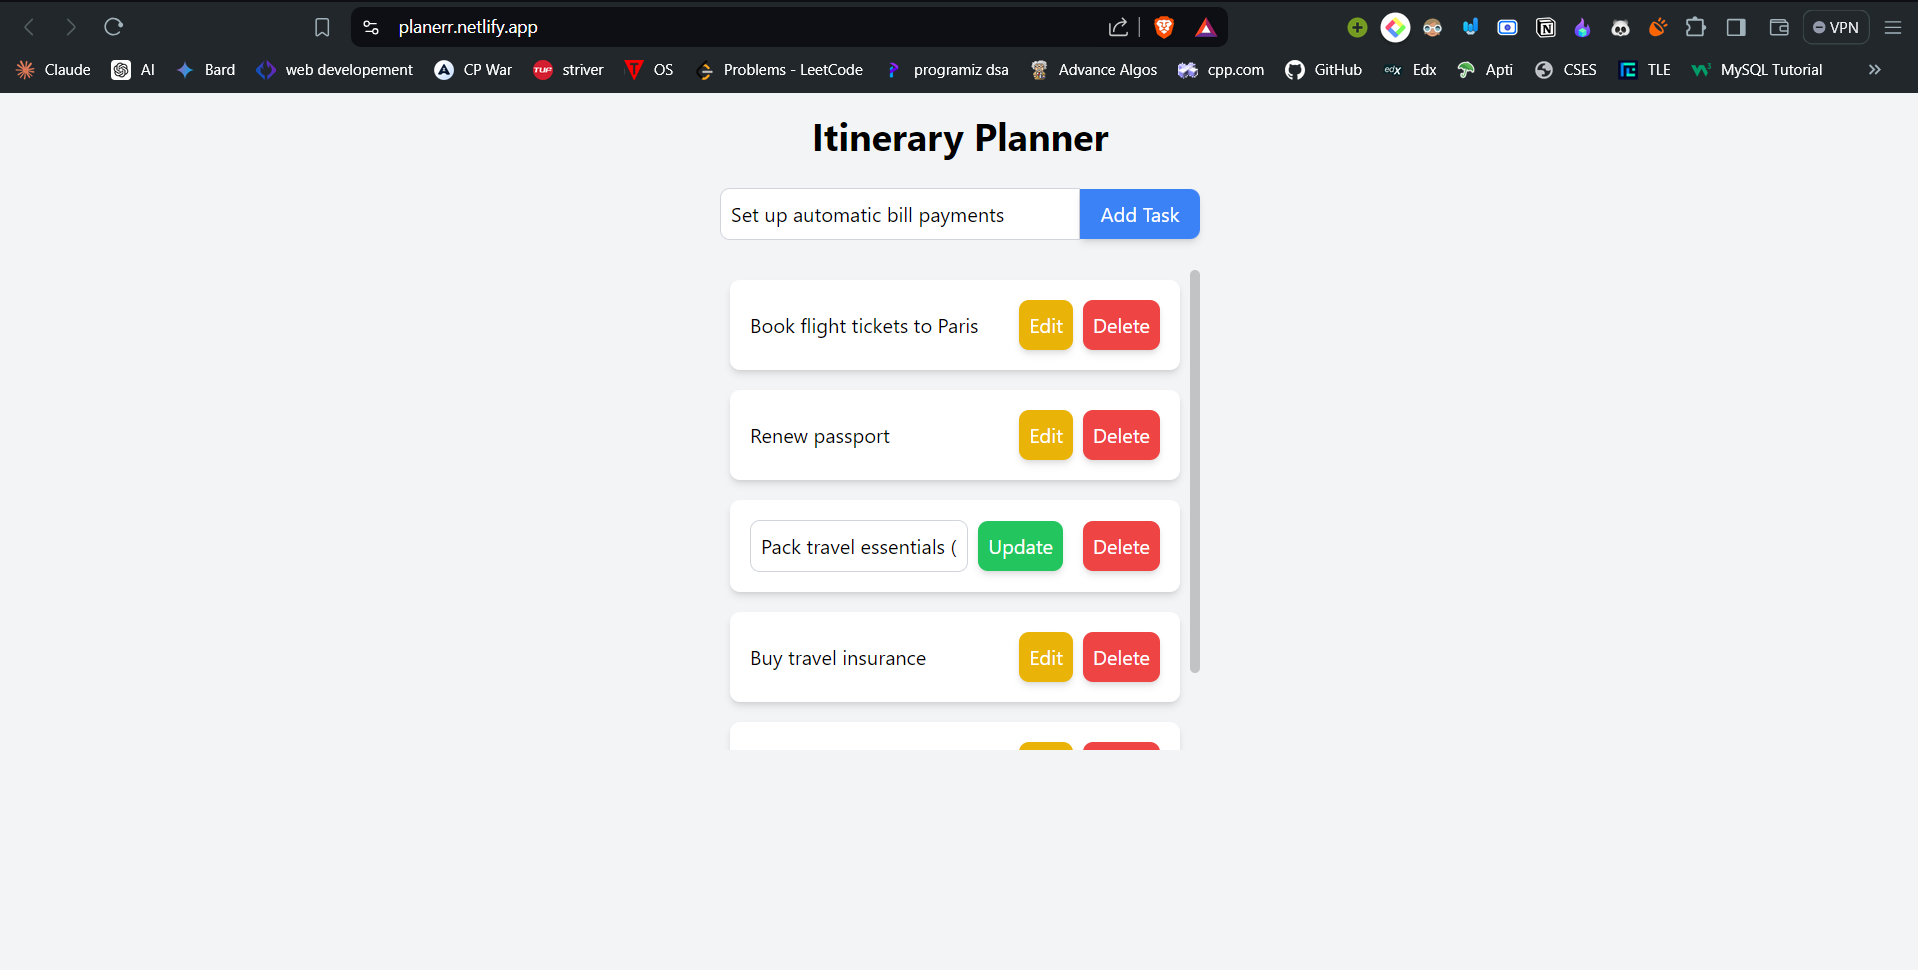 planerr.netlify.app
VPN
Claude AI Bard web developement CP War striver OS Problems - LeetCode programiz dsa Advance Algos cpp.com GitHub Edx Apti CSES TLE MySQL Tutorial
Itinerary Planner
Set up automatic bill payments Add Task
Book flight tickets to Paris Edit Delete
Renew passport Edit Delete
Pack travel essentials ( Update Delete
Buy travel insurance Edit Delete